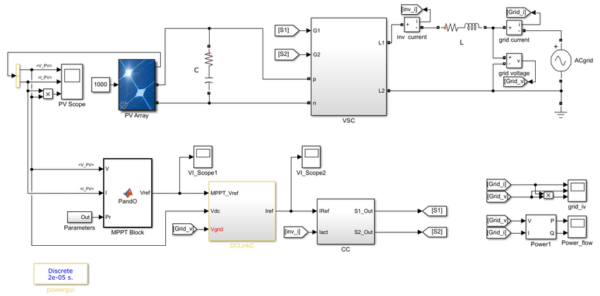 [S1]
G1
[S2]
G2
p
n
L1
L2
VSC
[inv_i]
i
+
-
inv current
L
[Grid_i]
i
+
-
grid current
+
-
v
grid voltage
[Grid_v]
ACgrid
<V_PV>
<I_PV>
PV Scope
1000
PV Array
C
<V_PV>
<I_PV>
V
I
Pr
PandO
Vref
MPPT Block
Out
Parameters
VI_Scope1
MPPT_Vref
Vdc
Vgrid
Iref
DCLinkC
[Grid_v]
VI_Scope2
IRef
Iact
S1_Out
S2_Out
CC
[inv_i]
[S1]
[S2]
[Grid_i]
[Grid_v]
grid_iv
[Grid_v]
[Grid_i]
V
I
P
Q
Power1
Power_flow
Discrete
2e-05 s.
powergui